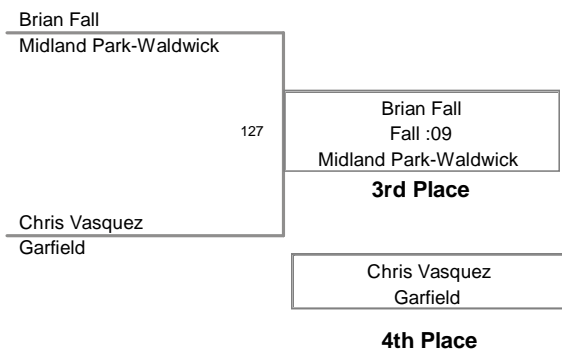 Brian Fall
Midland Park-Waldwick
127
Brian Fall
Fall :09
Midland Park-Waldwick
3rd Place
Chris Vasquez
Garfield
Chris Vasquez
Garfield
4th Place